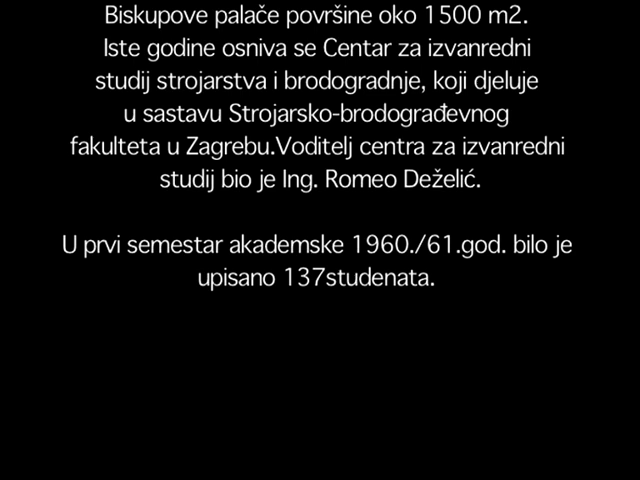 Biskupove palače površine oko 1500 m2.
Iste godine osniva se Centar za izvanredni
studij strojarstva i brodogradnje, koji djeluje
u sastavu Strojarsko-brodograđevnog
fakulteta u Zagrebu.Voditelj centra za izvanredni
studij bio je Ing. Romeo Deželić.
U prvi semestar akademske 1960./61.god. bilo je
upisano 137studenata.